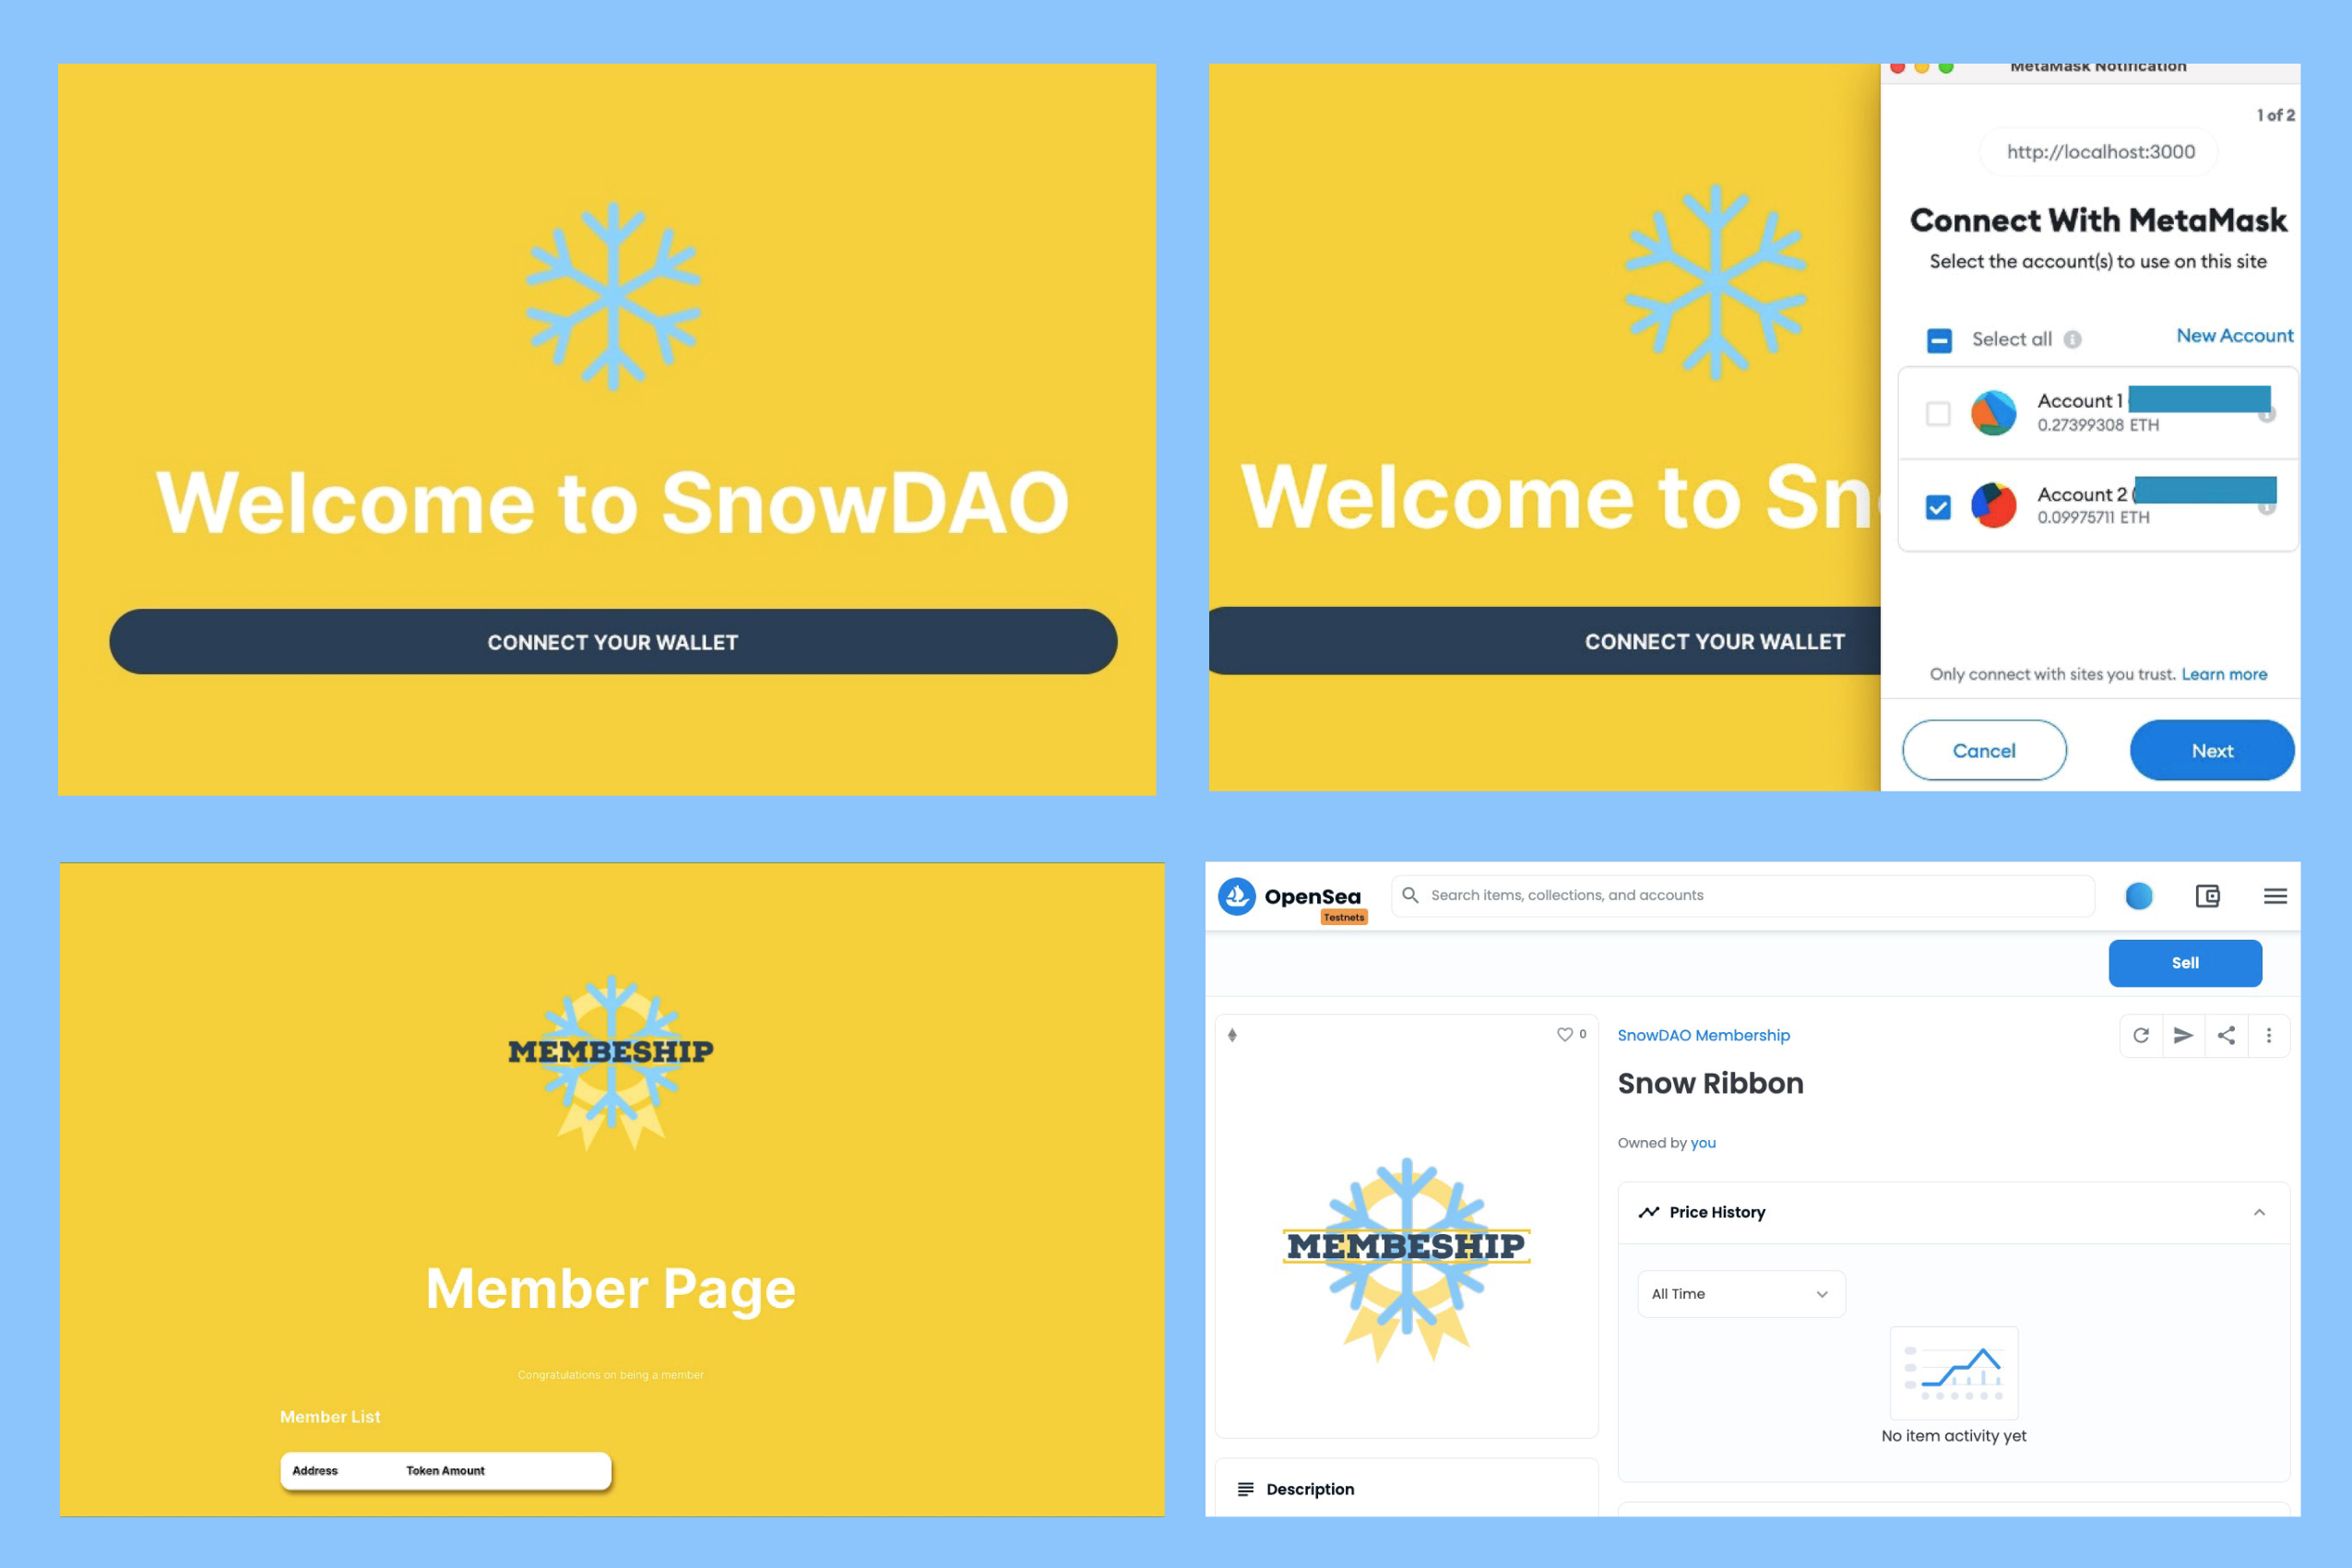 Welcome to SnowDAO
CONNECT YOUR WALLET
MetaMask Notification
1 of 2
http://localhost:3000
Connect With MetaMask
Select the account(s) to use on this site
Select all
New Account
Account 1
0.27399308 ETH
Account 2 (
0.09975711 ETH
Welcome to Sn
CONNECT YOUR WALLET
Only connect with sites you trust. Learn more
Cancel
Next
MEMBESHIP
Member Page
Congratulations on being a member
Member List
Address Token Amount
OpenSea
Testnets
Search items, collections, and accounts
Sell
0
SnowDAO Membership
Snow Ribbon
Owned by you
MEMBESHIP
Price History
All Time
No item activity yet
Description